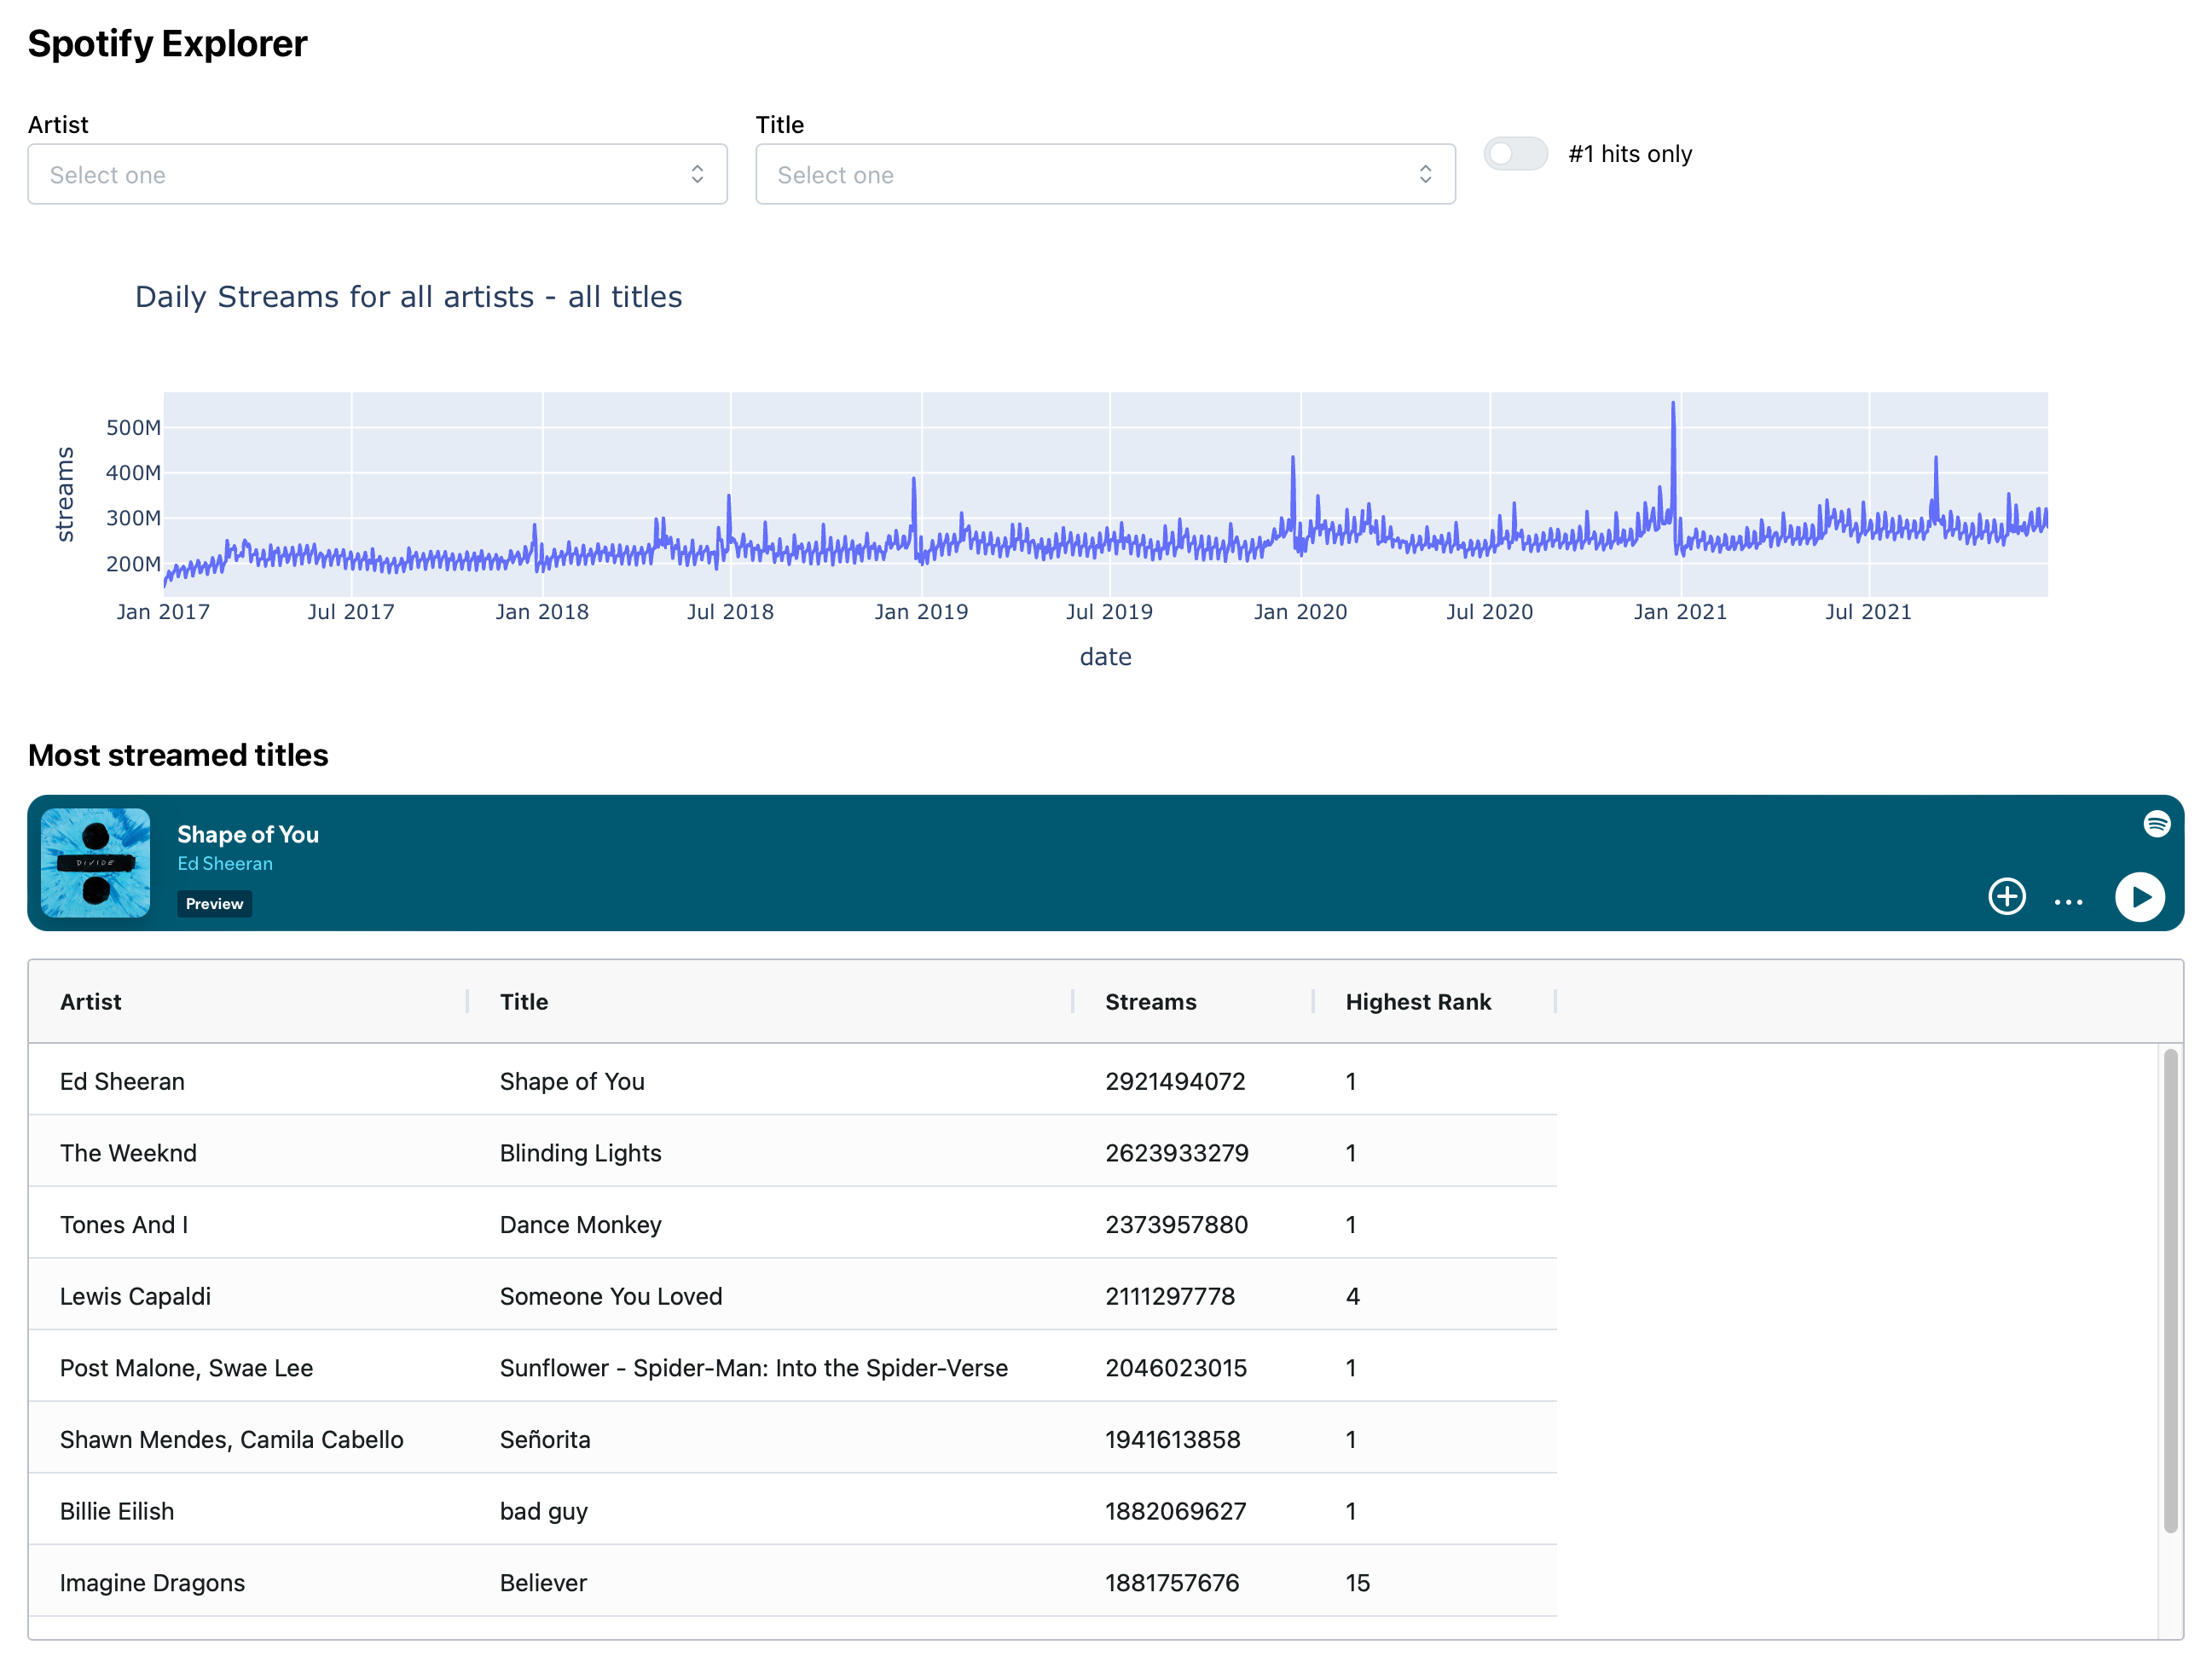 Spotify Explorer
Artist Title
Select one Select one #1 hits only
Daily Streams for all artists - all titles
500M
400M
300M
200M
streams
Jan 2017 Jul 2017 Jan 2018 Jul 2018 Jan 2019 Jul 2019 Jan 2020 Jul 2020 Jan 2021 Jul 2021
date
Most streamed titles
DIVIDE
Shape of You
Ed Sheeran
Preview
Artist Title Streams Highest Rank
Ed Sheeran Shape of You 2921494072 1
The Weeknd Blinding Lights 2623933279 1
Tones And I Dance Monkey 2373957880 1
Lewis Capaldi Someone You Loved 2111297778 4
Post Malone, Swae Lee Sunflower - Spider-Man: Into the Spider-Verse 2046023015 1
Shawn Mendes, Camila Cabello Señorita 1941613858 1
Billie Eilish bad guy 1882069627 1
Imagine Dragons Believer 1881757676 15